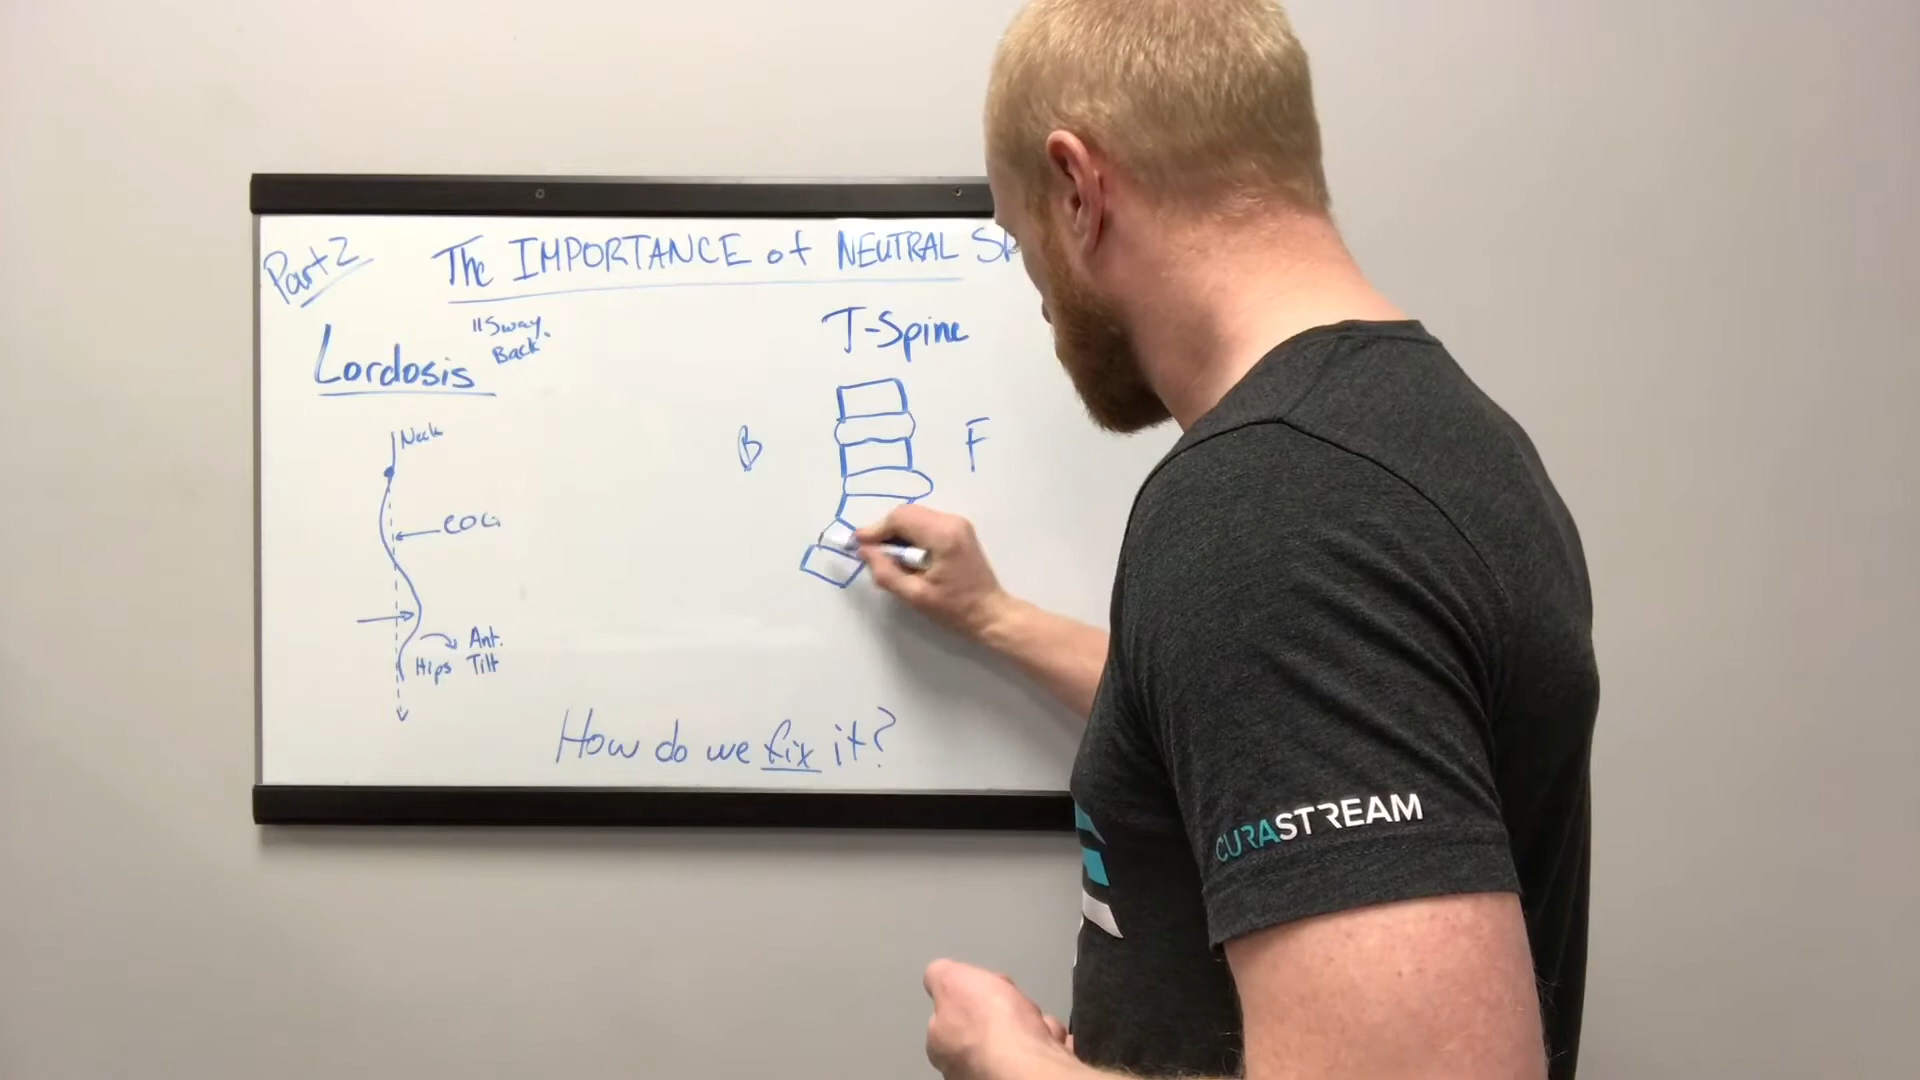 Part 2
The IMPORTANCE of NEUTRAL
Lordosis
"Sway
Back"
T-Spine
Neck
B
F
COG
Ant.
Hips Tilt
How do we fix it?
CURASTREAM